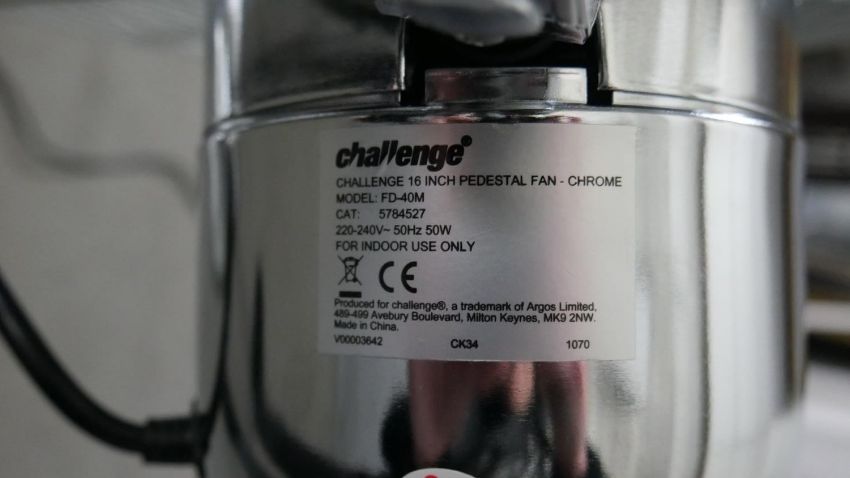 challenge®
CHALLENGE 16 INCH PEDESTAL FAN - CHROME
MODEL: FD-40M
CAT: 5784527
220-240V~ 50Hz 50W
FOR INDOOR USE ONLY
CE
Produced for challenge®, a trademark of Argos Limited,
489-499 Avebury Boulevard, Milton Keynes, MK9 2NW.
Made in China.
V00003642 CK34 1070